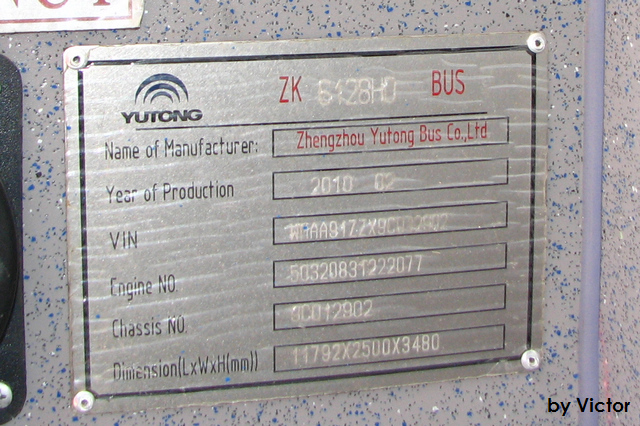 YUTONG
ZK 6128HD BUS
Name of Manufacturer: Zhengzhou Yutong Bus Co.,Ltd
Year of Production 2010 02
VIN
Engine NO. 50320831222077
Chassis NO. 9C012902
Dimension(LxWxH(mm)) 11792X2500X3480
by Victor